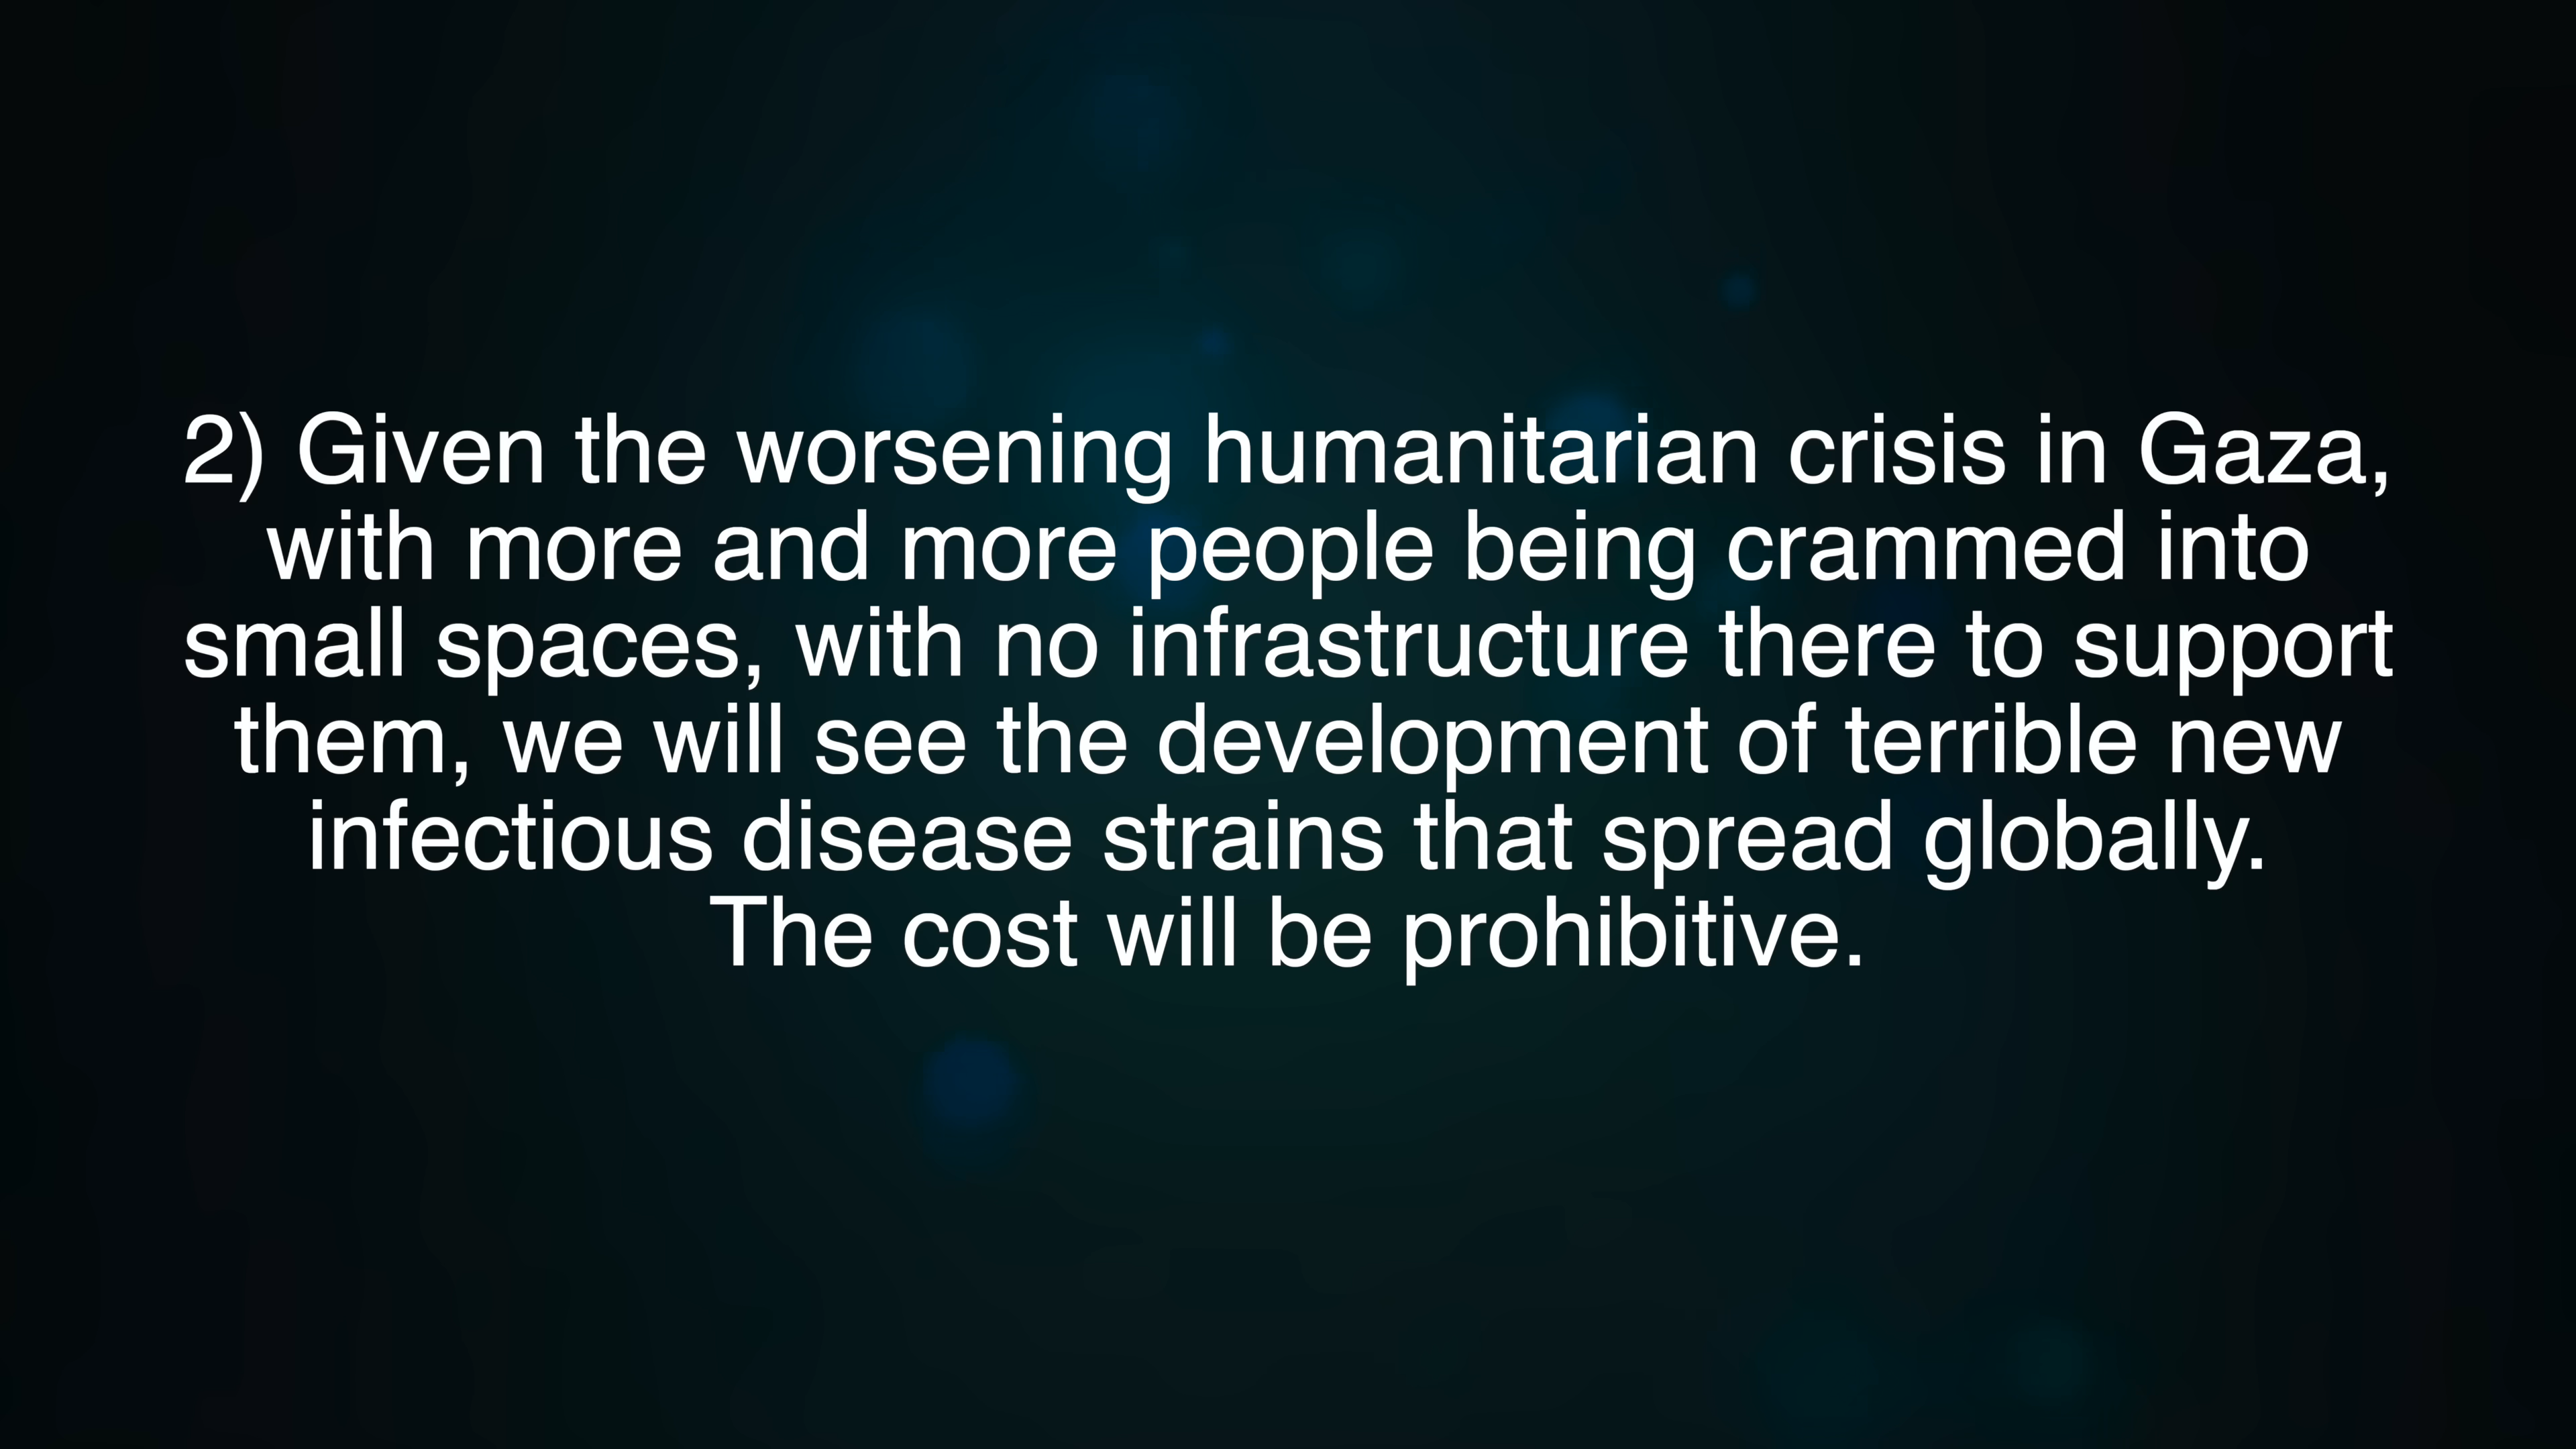 2) Given the worsening humanitarian crisis in Gaza,
with more and more people being crammed into
small spaces, with no infrastructure there to support
them, we will see the development of terrible new
infectious disease strains that spread globally.
The cost will be prohibitive.